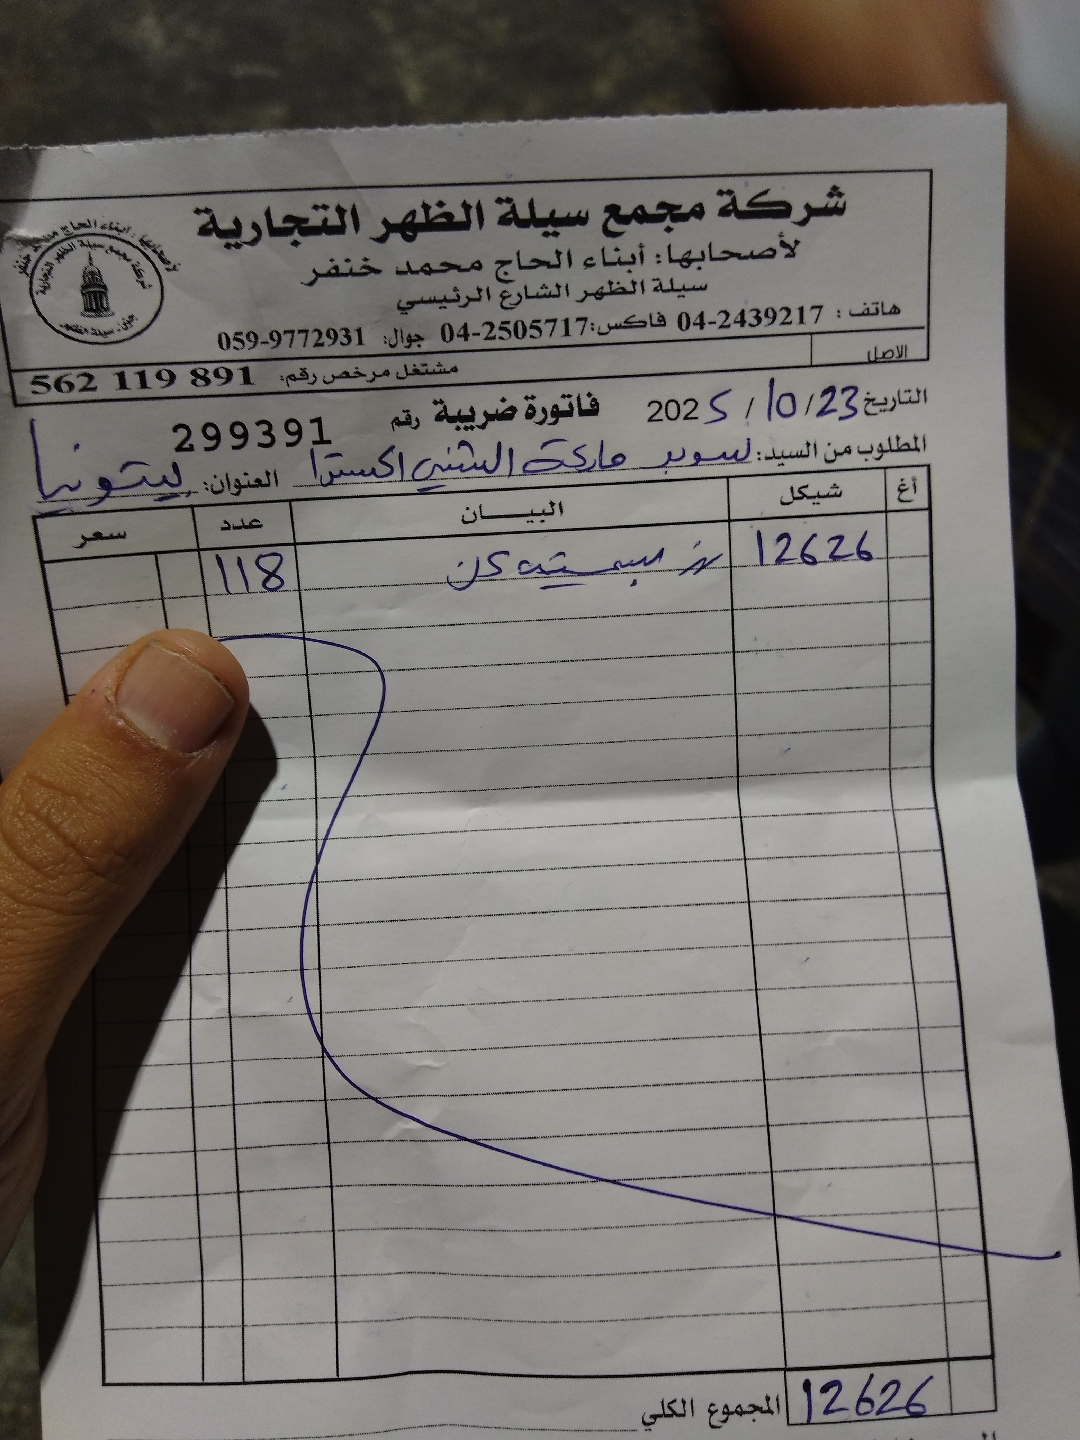 شركة مجمع سيلة الظهر التجارية
لأصحابها: أبناء الحاج محمد خنفر
سيلة الظهر الشارع الرئيسي
هاتف : 04-2439217 فاكس:04-2505717 جوال: 059-9772931
الاصل
مشتغل مرخص رقم: 562 119 891
التاريخ 23/10/2025 فاتورة ضريبة رقم 299391
المطلوب من السيد: سوبر ماركت الشني اكسترا العنوان: بيتونيا
أغ شيكل البيـــان عدد سعر
12626 رز 118
المجموع الكلي 12626